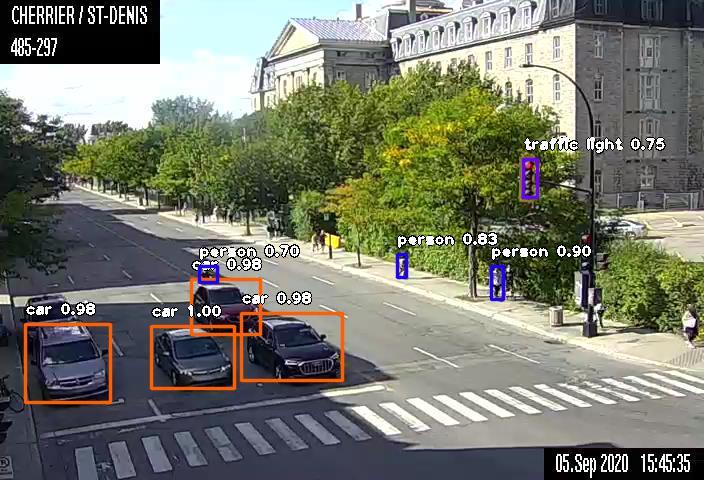 CHERRIER / ST-DENIS
485-297
traffic light 0.75
person 0.83
person 0.90
person 0.70
car 0.98
car 0.98
car 0.98
car 1.00
05.Sep 2020 15:45:35